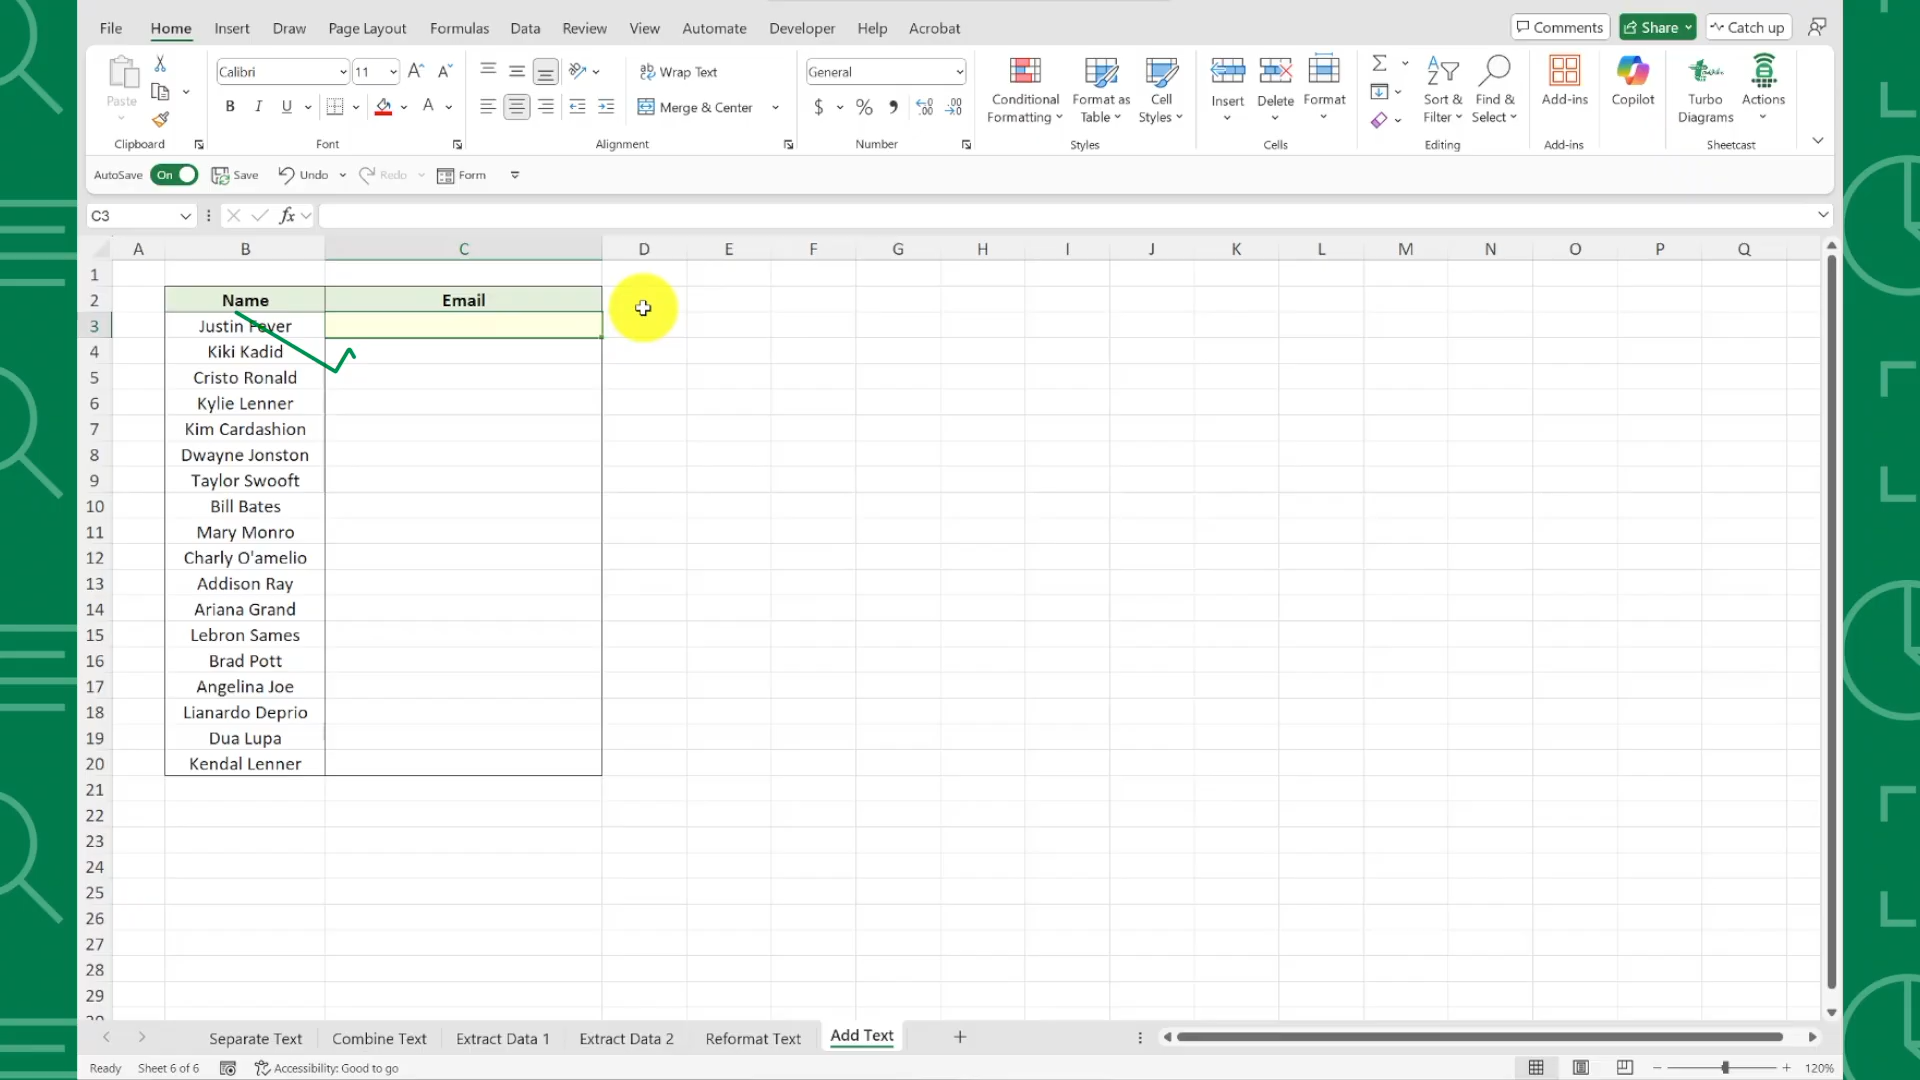 File Home Insert Draw Page Layout Formulas Data Review View Automate Developer Help Acrobat Comments Share Catch up
Paste
Clipboard
Calibri 11
B I U A
Font
Wrap Text
Merge & Center
Alignment
General
$ %
Number
Conditional Formatting
Format as Table
Cell Styles
Styles
Insert Delete Format
Cells
Sort & Filter
Find & Select
Editing
Add-ins
Add-ins
Copilot
Turbo Diagrams
Actions
Sheetcast
AutoSave On Save Undo Redo Form
C3 fx
A B C D E F G H I J K L M N O P Q
1
2 Name Email
3 Justin Fever
4 Kiki Kadid
5 Cristo Ronald
6 Kylie Lenner
7 Kim Cardashion
8 Dwayne Jonston
9 Taylor Swooft
10 Bill Bates
11 Mary Monro
12 Charly O'amelio
13 Addison Ray
14 Ariana Grand
15 Lebron Sames
16 Brad Pott
17 Angelina Joe
18 Lianardo Deprio
19 Dua Lupa
20 Kendal Lenner
21
22
23
24
25
26
27
28
29
Separate Text Combine Text Extract Data 1 Extract Data 2 Reformat Text Add Text
Ready Sheet 6 of 6 Accessibility: Good to go 120%